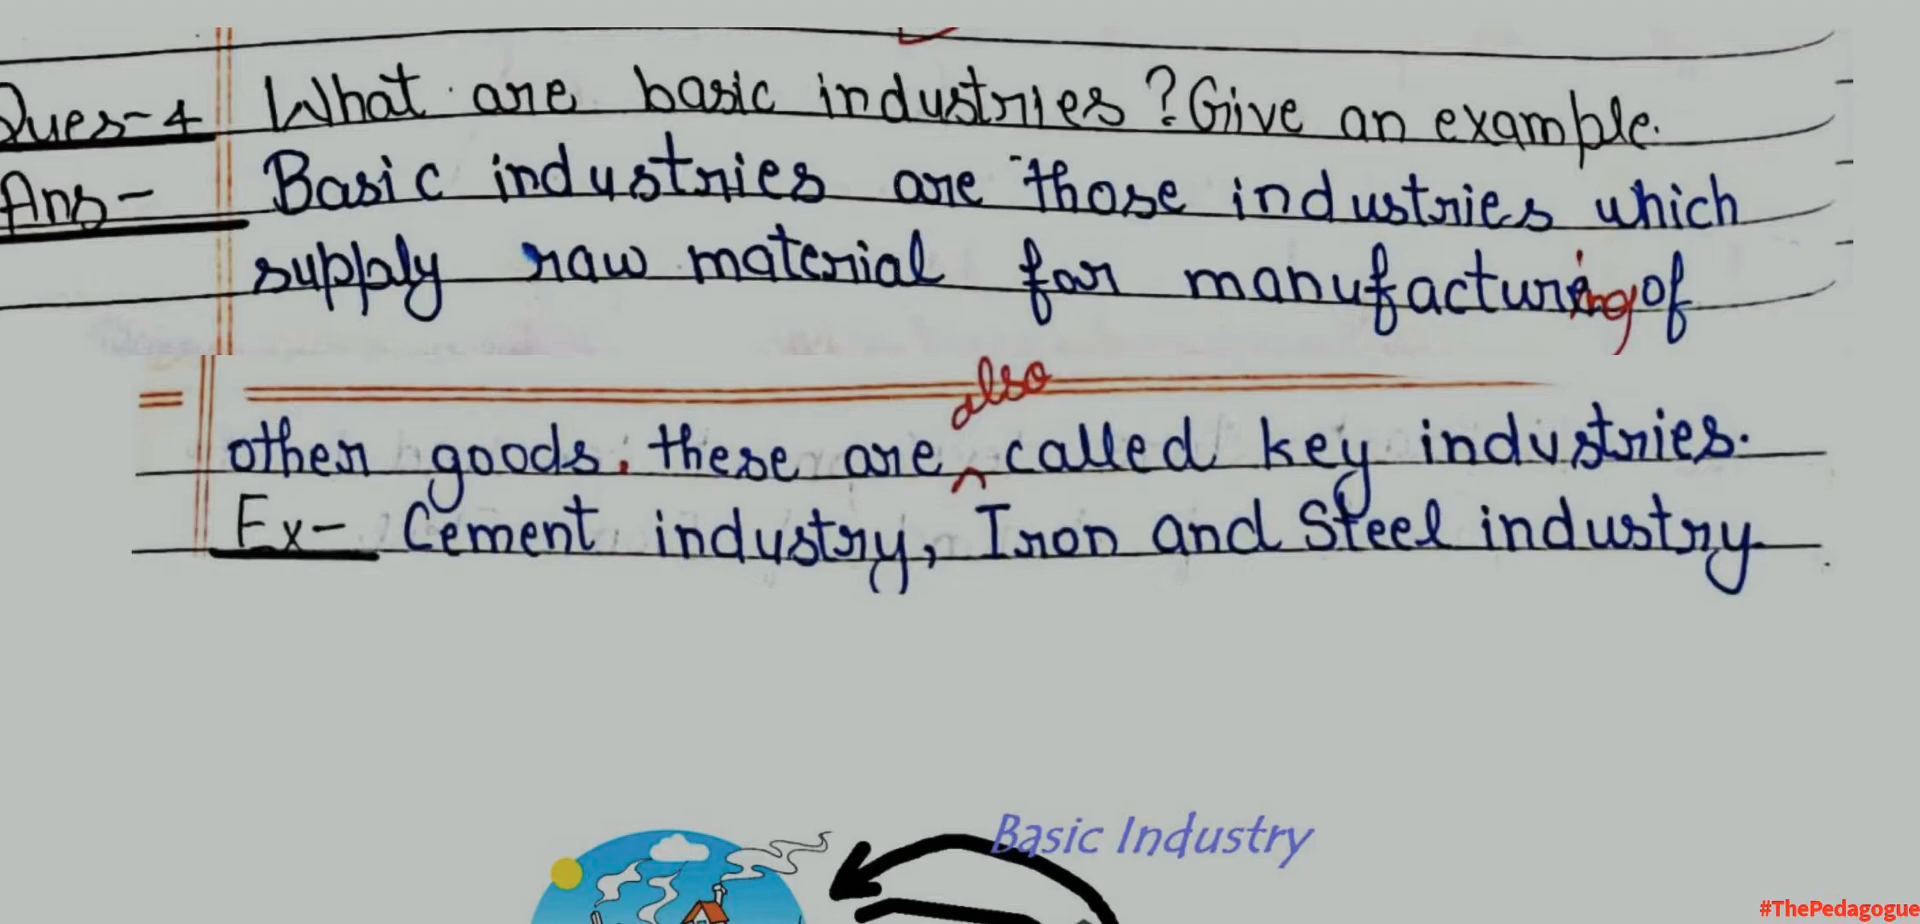 Ques-4 What are basic industries? Give an example.
Ans- Basic industries are those industries which
supply raw material for manufacturing of
also
other goods. these are ^ called key industries.
Ex- Cement industry, Iron and Steel industry.
Basic Industry
#ThePedagogue